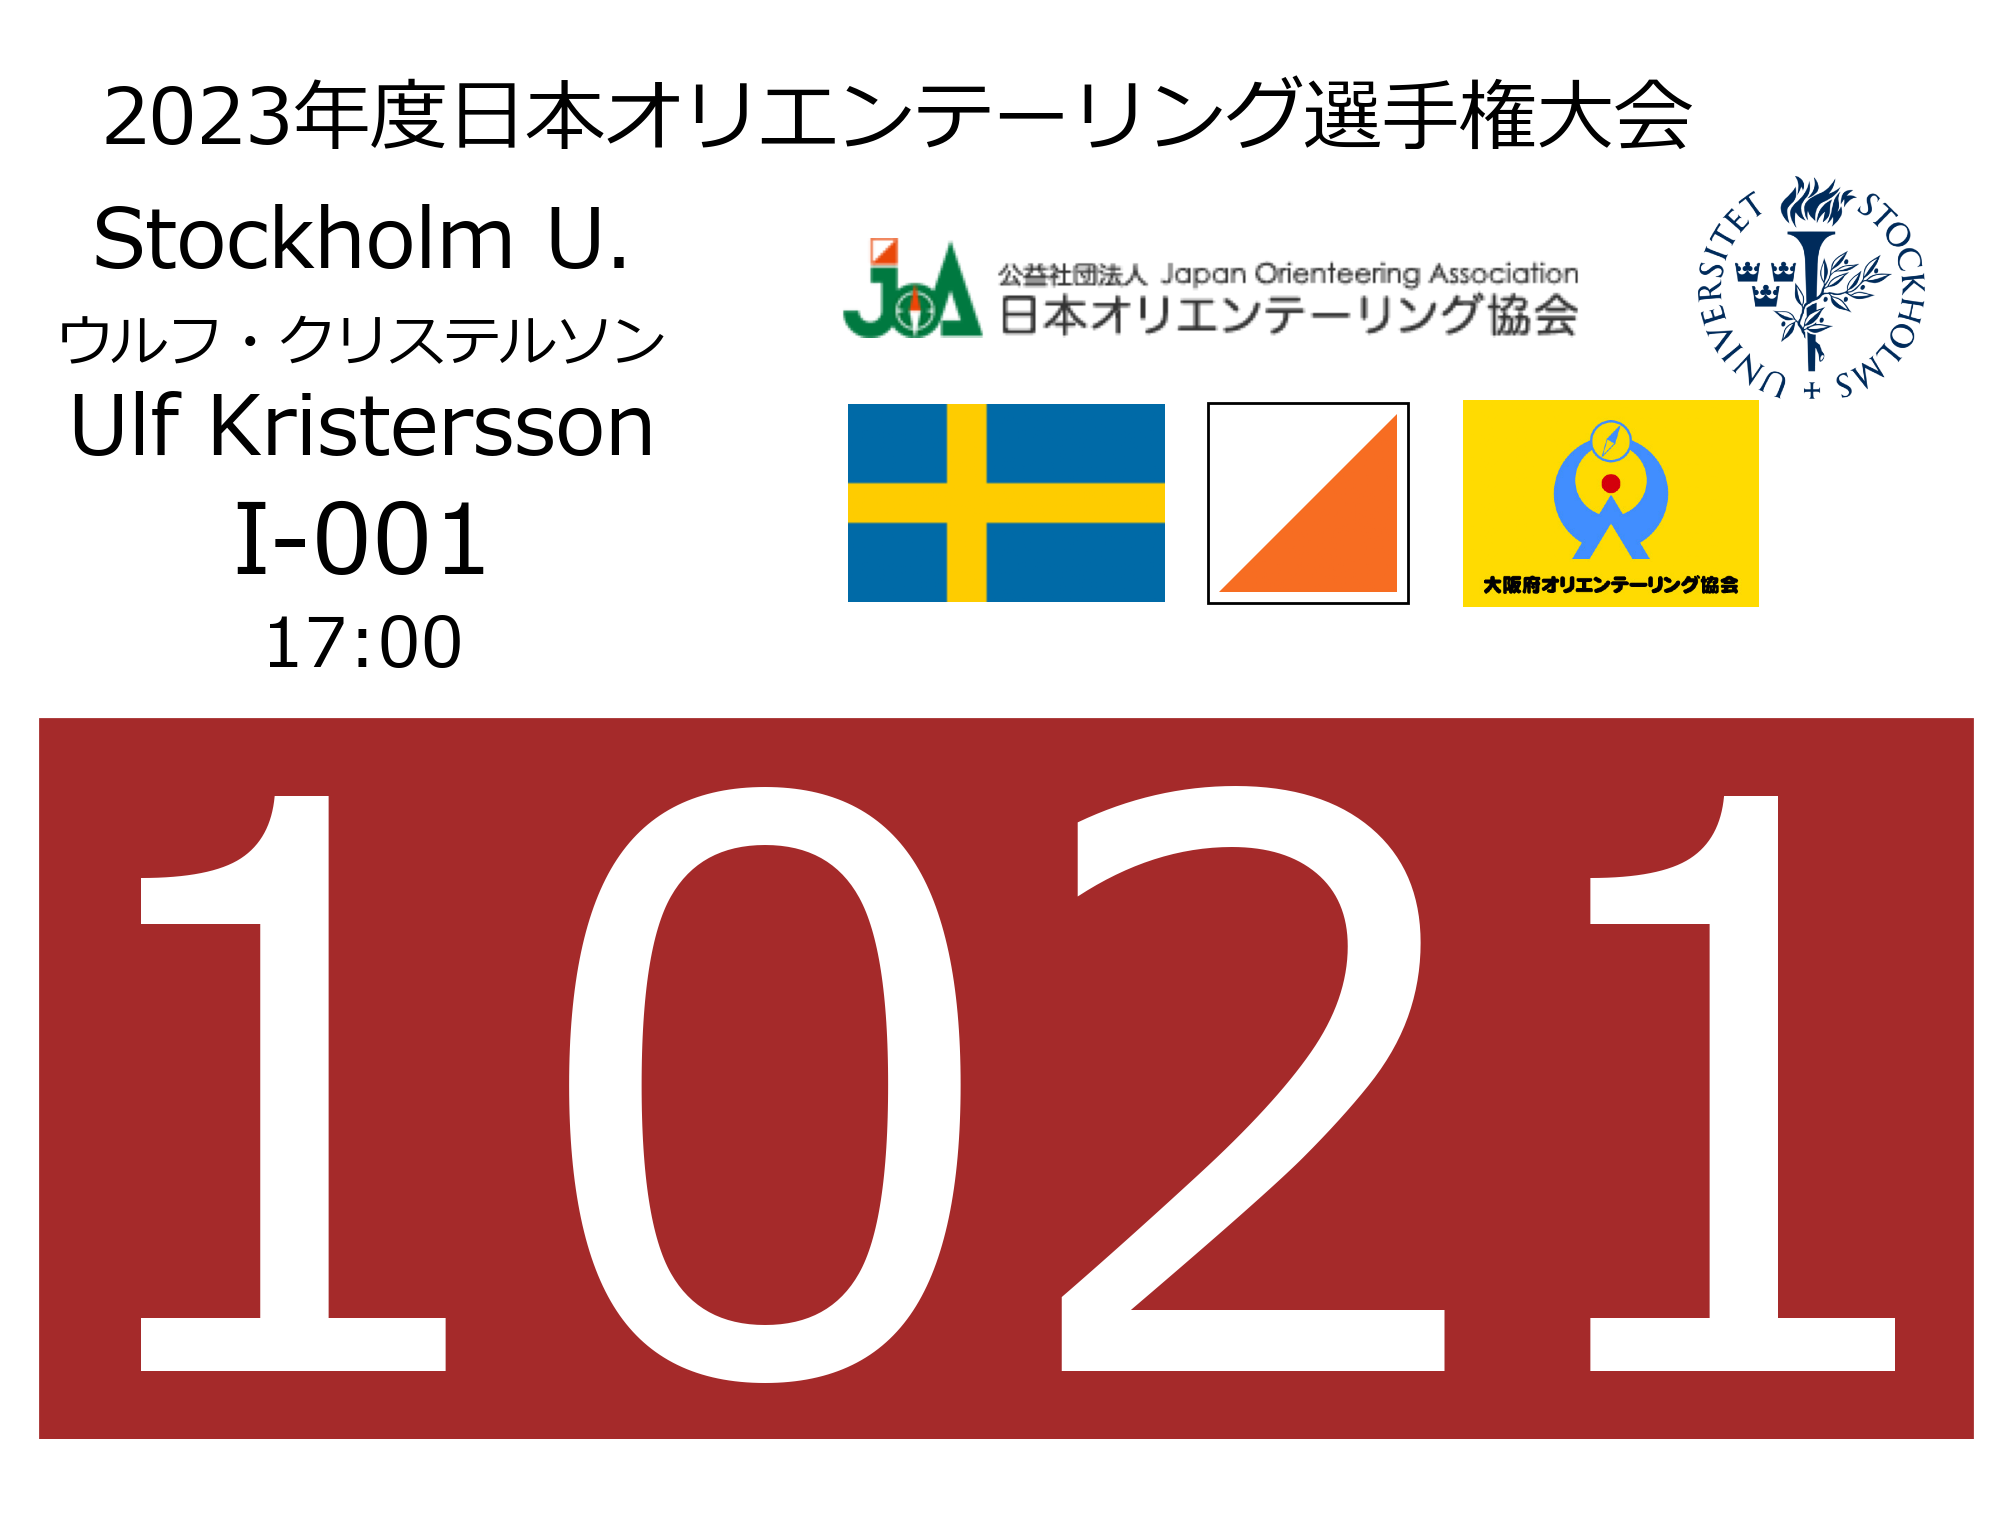 2023年度日本オリエンテーリング選手権大会
Stockholm U.
ウルフ・クリステルソン
Ulf Kristersson
I-001
17:00
JOA
公益社団法人 Japan Orienteering Association
日本オリエンテーリング協会
STOCKHOLMS UNIVERSITET
大阪府オリエンテーリング協会
1021